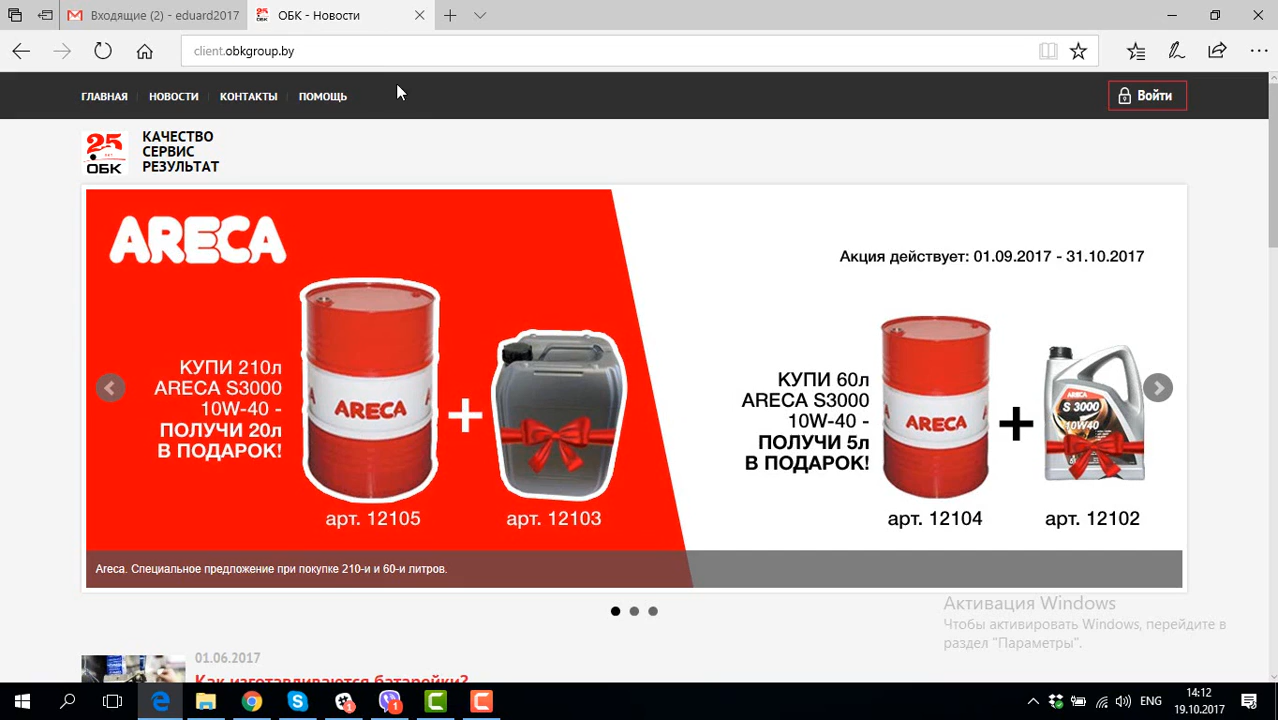 Входящие (2) - eduard2017
ОБК - Новости
client.obkgroup.by
ГЛАВНАЯ
НОВОСТИ
КОНТАКТЫ
ПОМОЩЬ
Войти
25
ОБК
КАЧЕСТВО
СЕРВИС
РЕЗУЛЬТАТ
ARECA
Акция действует: 01.09.2017 - 31.10.2017
КУПИ 210л
ARECA S3000
10W-40 -
ПОЛУЧИ 20л
В ПОДАРОК!
ARECA
+
арт. 12105
арт. 12103
КУПИ 60л
ARECA S3000
10W-40 -
ПОЛУЧИ 5л
В ПОДАРОК!
ARECA
+
S 3000
10W40
арт. 12104
арт. 12102
Areca. Специальное предложение при покупке 210-и и 60-и литров.
Активация Windows
Чтобы активировать Windows, перейдите в
раздел "Параметры".
01.06.2017
Как изготавливаются батарейки?
1
ENG
14:12
19.10.2017